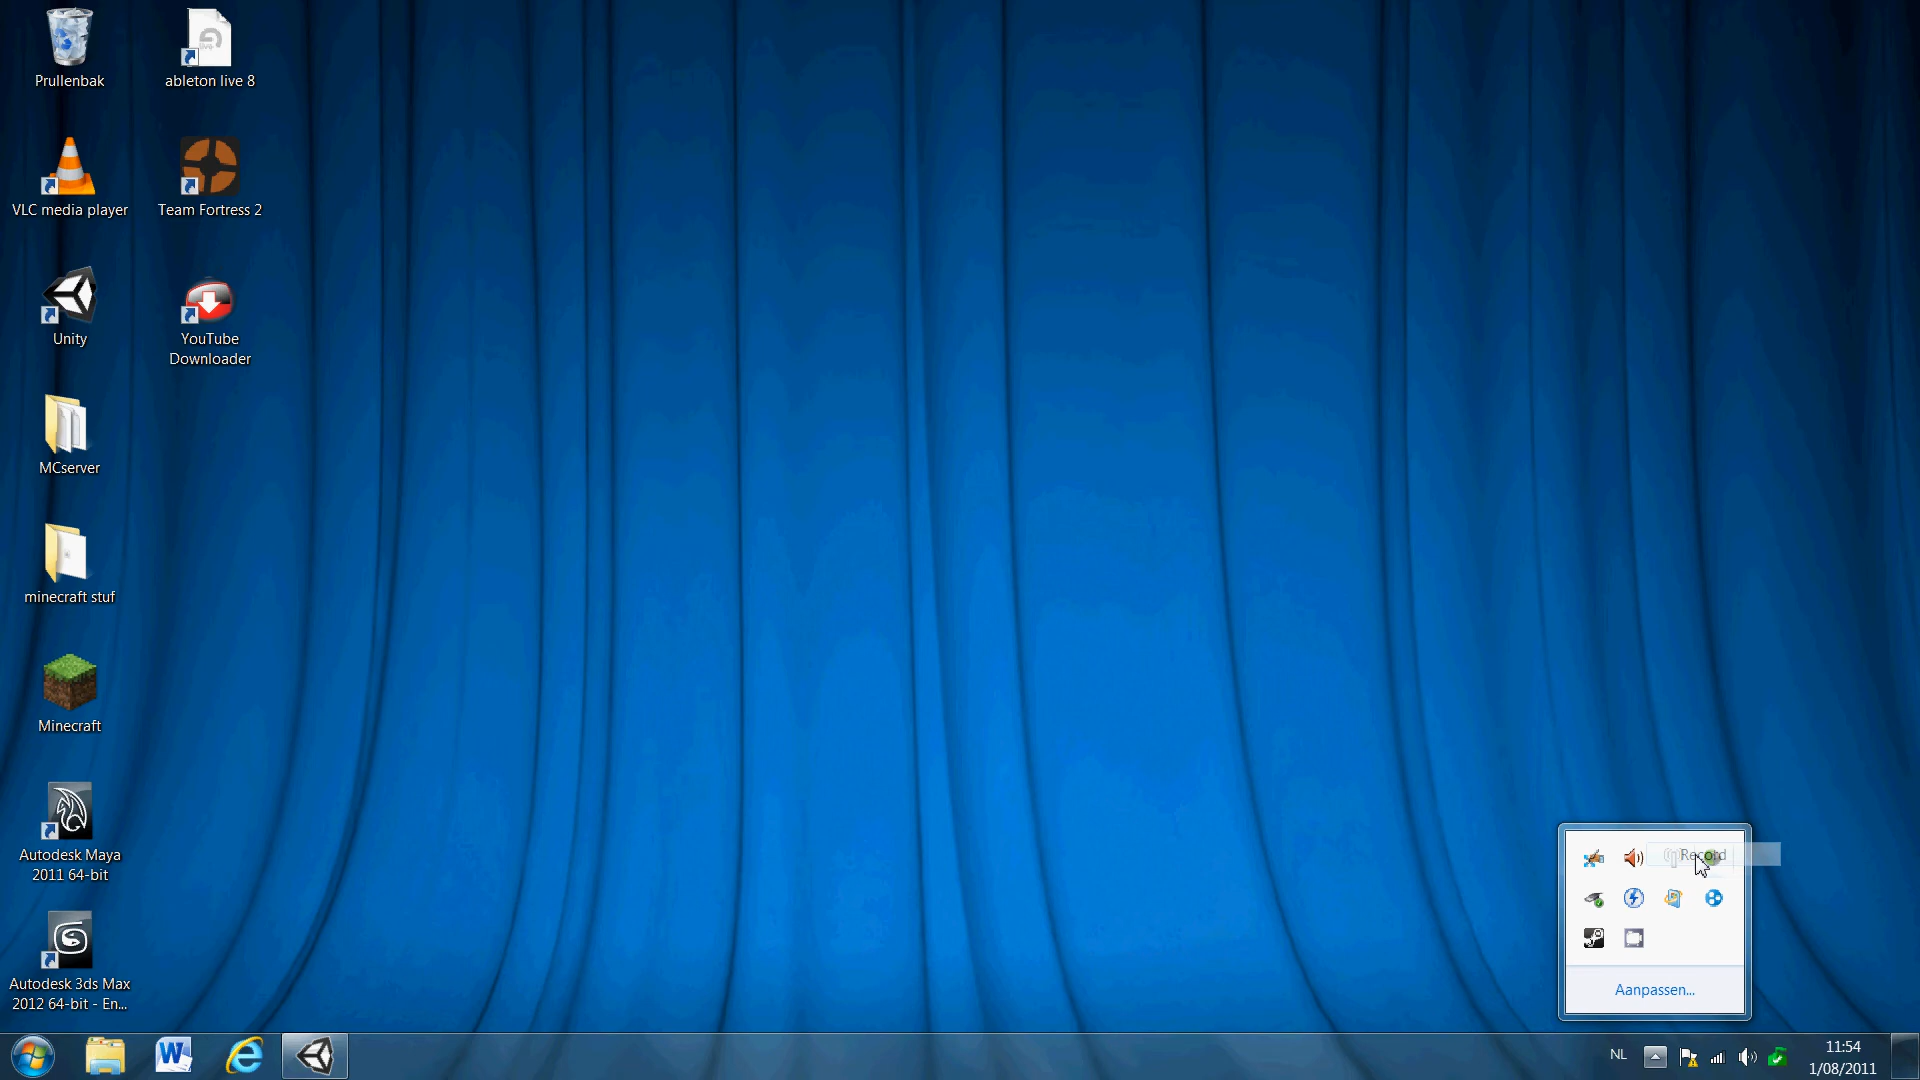 Prullenbak
ableton live 8
VLC media player
Team Fortress 2
Unity
YouTube
Downloader
MCserver
minecraft stuf
Minecraft
Autodesk Maya
2011 64-bit
Autodesk 3ds Max
2012 64-bit - En...
Record
Aanpassen...
NL
11:54
1/08/2011